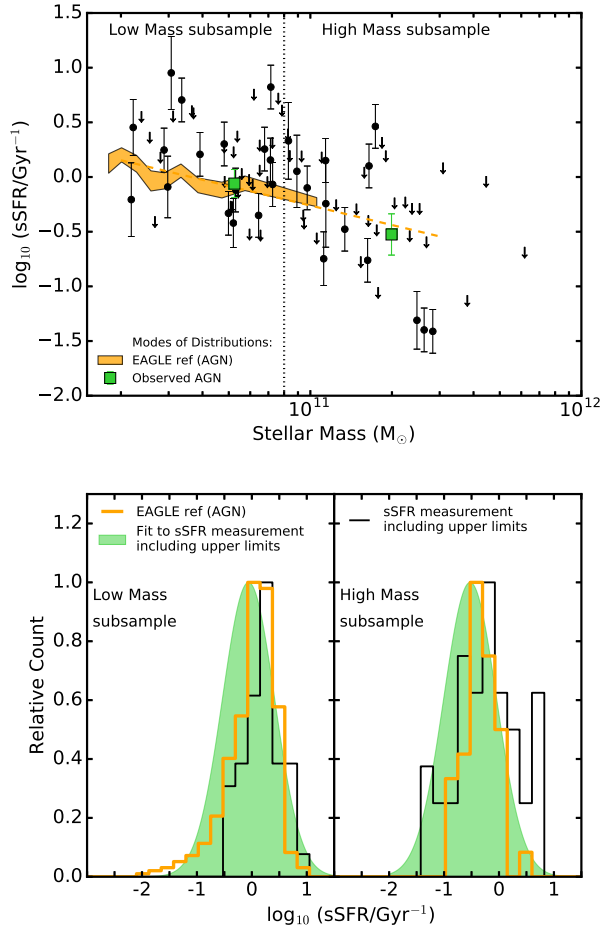 Low Mass subsample High Mass subsample
1.5
1.0
0.5
0.0
−0.5
−1.0
−1.5
−2.0
log10 (sSFR/Gyr−1)
Modes of Distributions:
EAGLE ref (AGN)
Observed AGN
10^11 10^12
Stellar Mass (M⊙)
EAGLE ref (AGN)
Fit to sSFR measurement
including upper limits
sSFR measurement
including upper limits
Low Mass
subsample
High Mass
subsample
1.2
1.0
0.8
0.6
0.4
0.2
0.0
Relative Count
-2 -1 0 1 -2 -1 0 1
log10 (sSFR/Gyr−1)